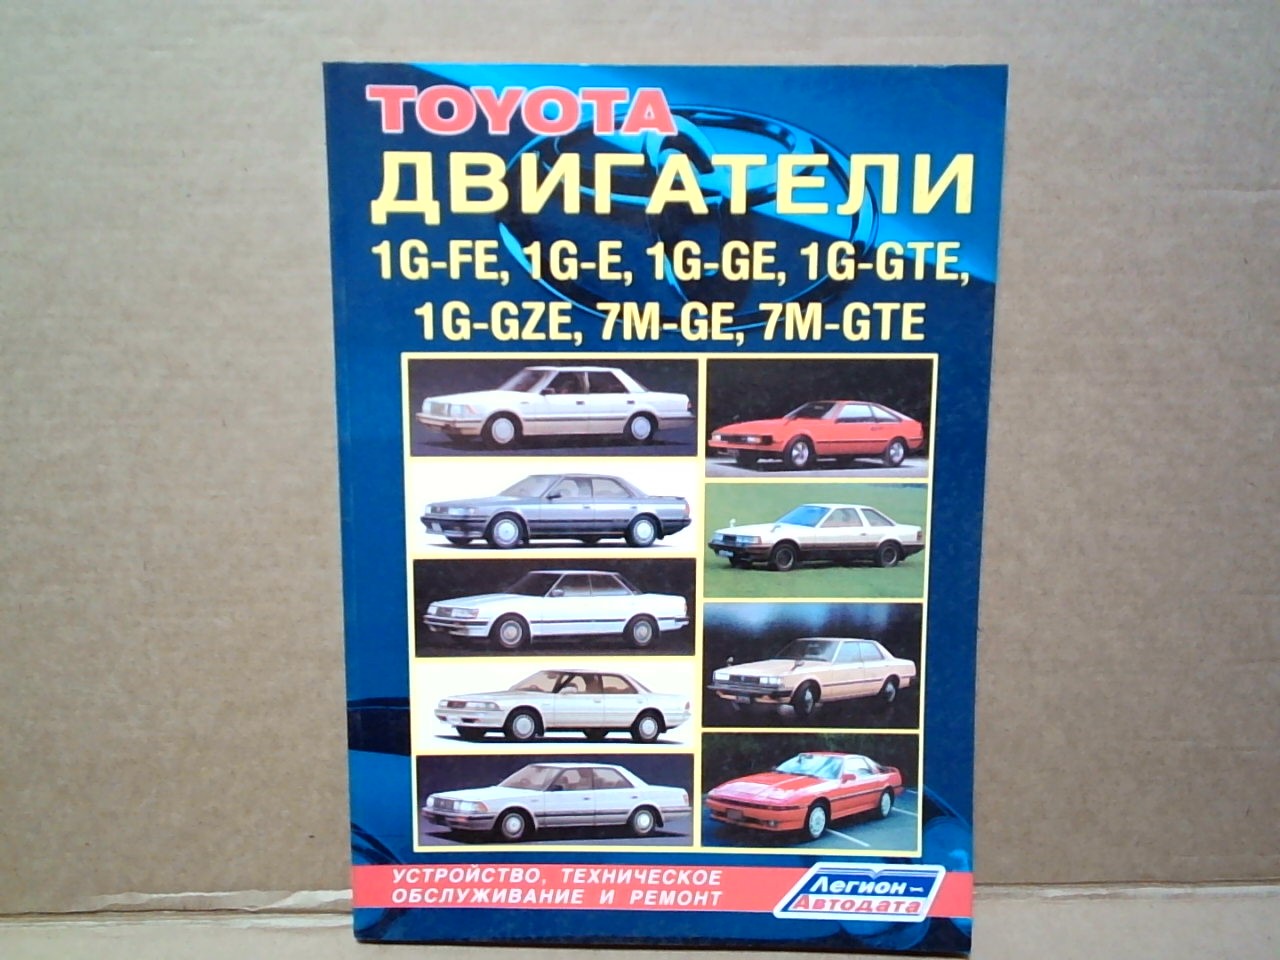 TOYOTA
ДВИГАТЕЛИ
1G-FE, 1G-E, 1G-GE, 1G-GTE,
1G-GZE, 7M-GE, 7M-GTE
УСТРОЙСТВО, ТЕХНИЧЕСКОЕ
ОБСЛУЖИВАНИЕ И РЕМОНТ
Легион-
Автодата